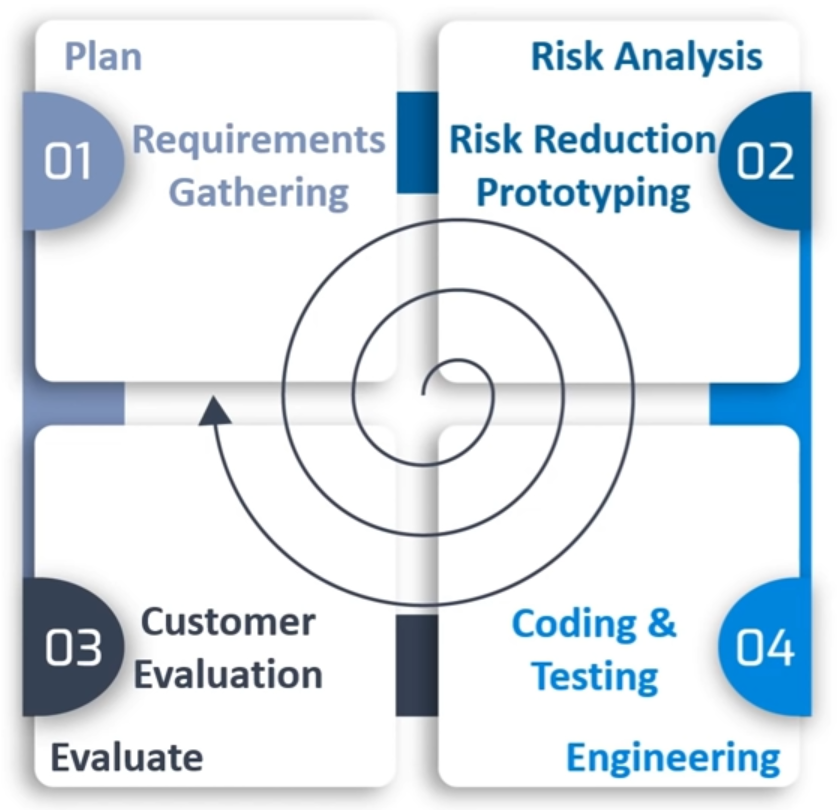 Plan
01
Requirements
Gathering
Risk Analysis
Risk Reduction
Prototyping
02
03
Customer
Evaluation
Evaluate
Coding &
Testing
04
Engineering